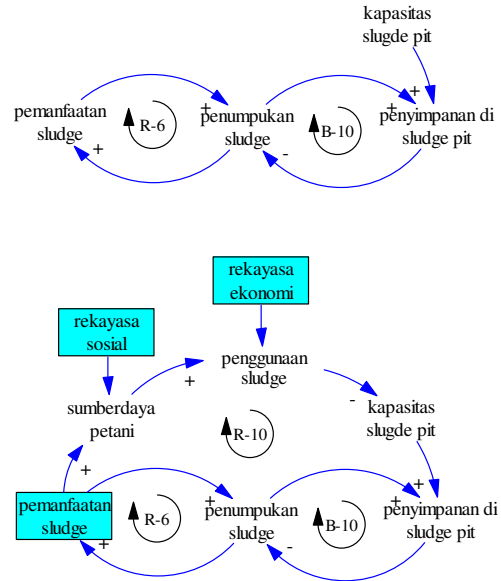 kapasitas
slugde pit
+
pemanfaatan
sludge
R-6
+
penumpukan
sludge
B-10
+
penyimpanan di
sludge pit
+
-
rekayasa
ekonomi
rekayasa
sosial
penggunaan
sludge
+
-
sumberdaya
petani
kapasitas
slugde pit
R-10
+
+
pemanfaatan
sludge
R-6
+
penumpukan
sludge
B-10
+
penyimpanan di
sludge pit
+
-